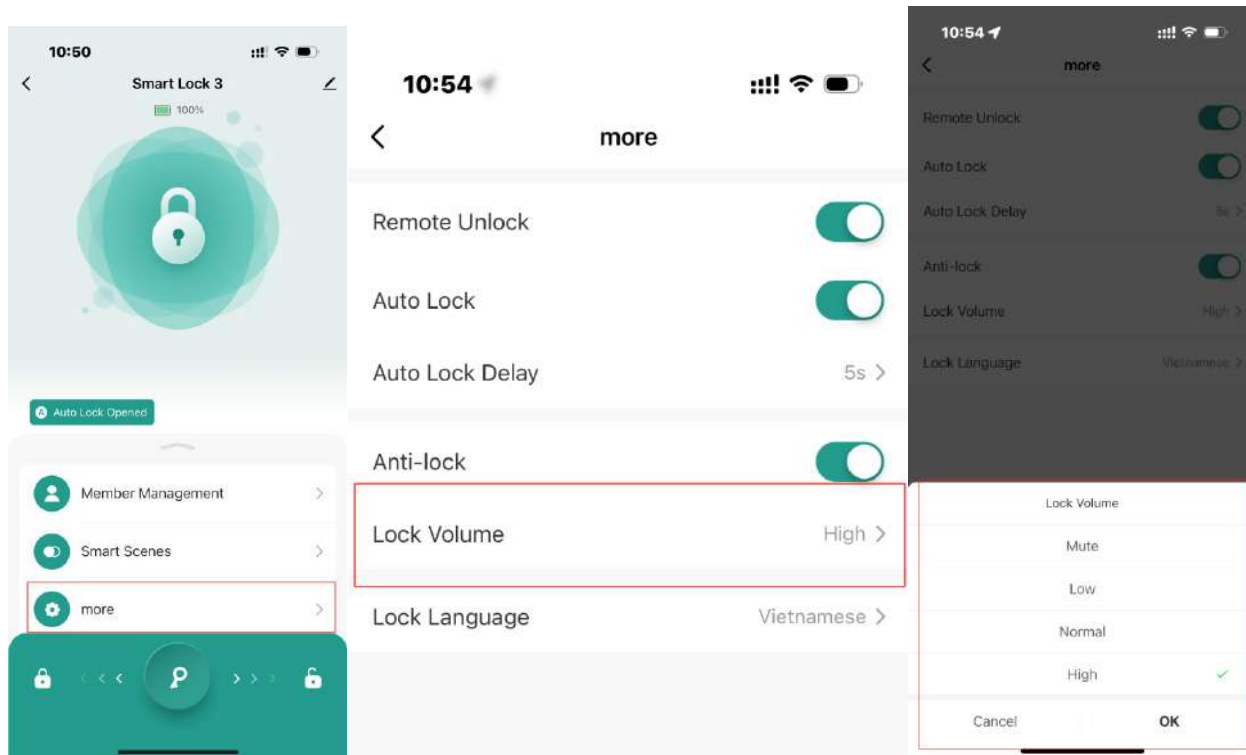 10:50
Smart Lock 3
100%
A Auto Lock Opened
Member Management
Smart Scenes
more
10:54
more
Remote Unlock
Auto Lock
Auto Lock Delay 5s
Anti-lock
Lock Volume High
Lock Language Vietnamese
10:54
more
Remote Unlock
Auto Lock
Auto Lock Delay 5s
Anti-lock
Lock Volume High
Lock Language Vietnamese
Lock Volume
Mute
Low
Normal
High
Cancel OK